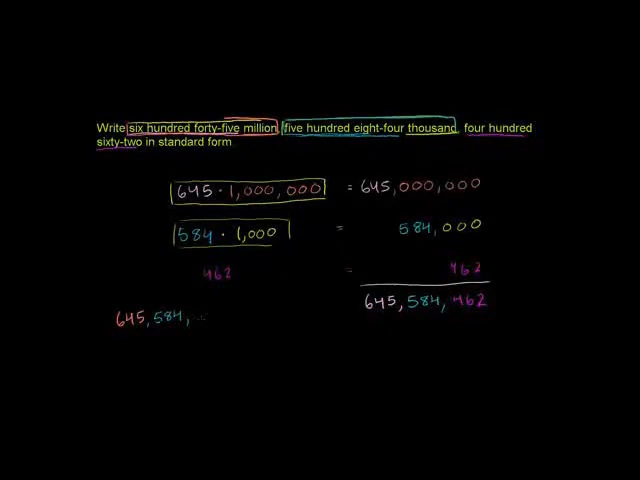 Write six hundred forty-five million, five hundred eight-four thousand, four hundred
sixty-two in standard form
645 · 1,000,000 = 645,000,000
584 · 1,000 = 584,000
462 = 462
645,584,462
645,584,